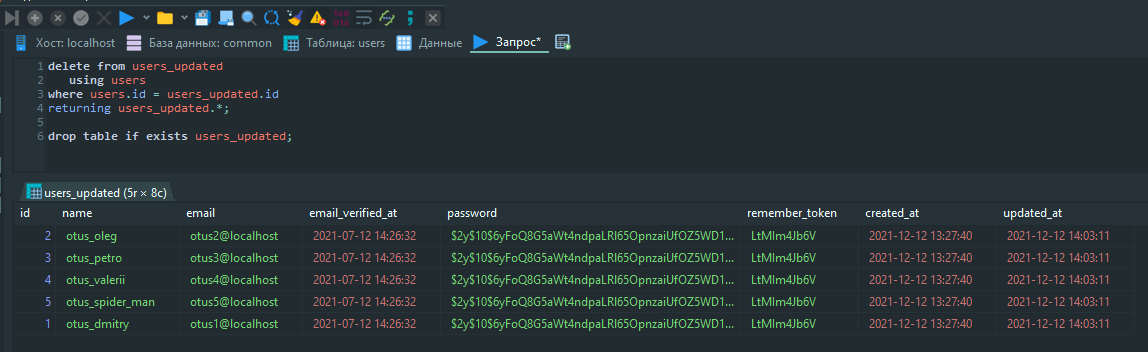 Хост: localhost База данных: common Таблица: users Данные Запрос*
1 delete from users_updated
2 using users
3 where users.id = users_updated.id
4 returning users_updated.*;
5
6 drop table if exists users_updated;
users_updated (5r × 8c)
id name email email_verified_at password remember_token created_at updated_at
2 otus_oleg otus2@localhost 2021-07-12 14:26:32 $2y$10$6yFoQ8G5aWt4ndpaLRI65OpnzaiUfOZ5WD1... LtMIm4Jb6V 2021-12-12 13:27:40 2021-12-12 14:03:11
3 otus_petro otus3@localhost 2021-07-12 14:26:32 $2y$10$6yFoQ8G5aWt4ndpaLRI65OpnzaiUfOZ5WD1... LtMIm4Jb6V 2021-12-12 13:27:40 2021-12-12 14:03:11
4 otus_valerii otus4@localhost 2021-07-12 14:26:32 $2y$10$6yFoQ8G5aWt4ndpaLRI65OpnzaiUfOZ5WD1... LtMIm4Jb6V 2021-12-12 13:27:40 2021-12-12 14:03:11
5 otus_spider_man otus5@localhost 2021-07-12 14:26:32 $2y$10$6yFoQ8G5aWt4ndpaLRI65OpnzaiUfOZ5WD1... LtMIm4Jb6V 2021-12-12 13:27:40 2021-12-12 14:03:11
1 otus_dmitry otus1@localhost 2021-07-12 14:26:32 $2y$10$6yFoQ8G5aWt4ndpaLRI65OpnzaiUfOZ5WD1... LtMIm4Jb6V 2021-12-12 13:27:40 2021-12-12 14:03:11